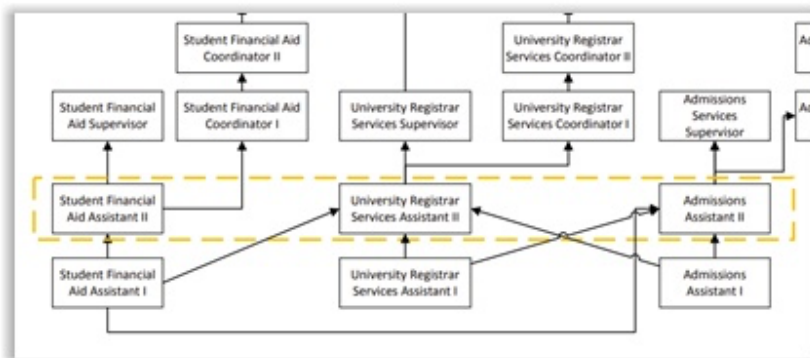 Student Financial Aid
Coordinator II
University Registrar
Services Coordinator II
Student Financial
Aid Supervisor
Student Financial Aid
Coordinator I
University Registrar
Services Supervisor
University Registrar
Services Coordinator I
Admissions
Services
Supervisor
Student Financial
Aid Assistant II
University Registrar
Services Assistant II
Admissions
Assistant II
Student Financial
Aid Assistant I
University Registrar
Services Assistant I
Admissions
Assistant I